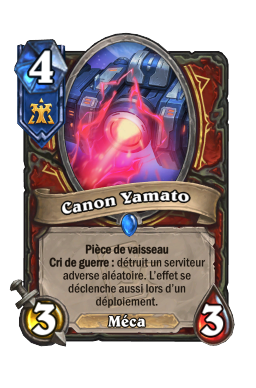 4
Canon Yamato
Pièce de vaisseau
Cri de guerre : détruit un serviteur
adverse aléatoire. L'effet se
déclenche aussi lors d'un
déploiement.
3
Méca
3